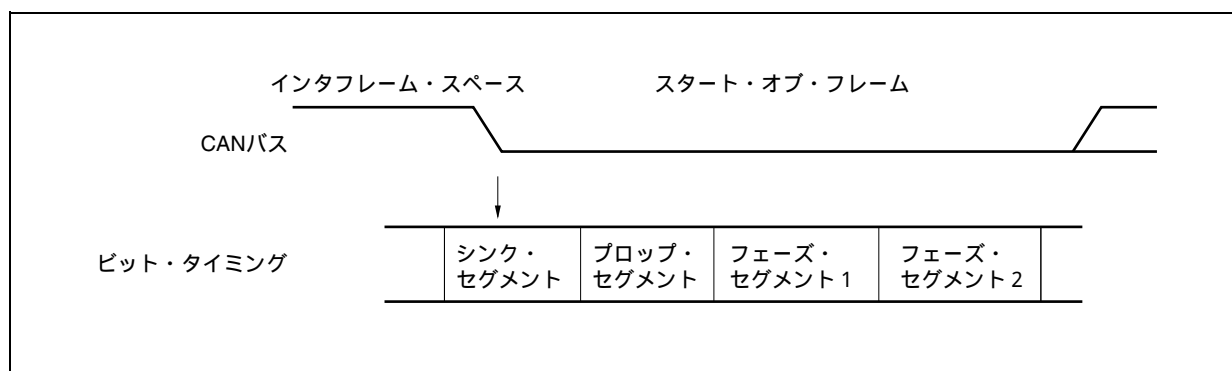 インタフレーム・スペース
スタート・オブ・フレーム
CANバス
ビット・タイミング
シンク・
セグメント
プロップ・
セグメント
フェーズ・
セグメント1
フェーズ・
セグメント2